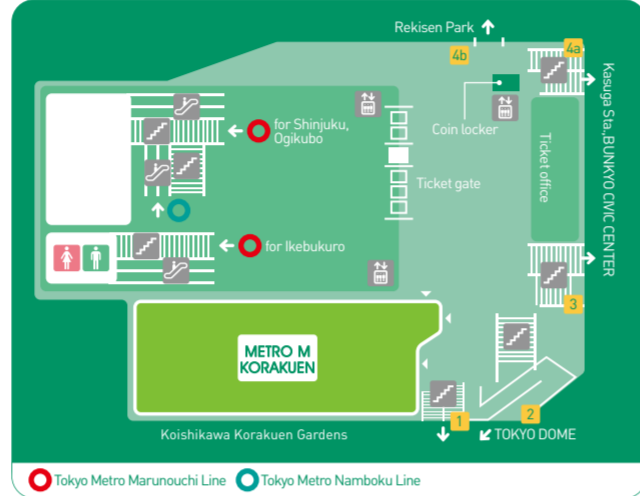 Rekisen Park
4b
4a
Kasuga Sta.,BUNKYO CIVIC CENTER
for Shinjuku,
Ogikubo
Coin locker
Ticket office
Ticket gate
for Ikebukuro
3
METRO M
KORAKUEN
1
2
Koishikawa Korakuen Gardens
TOKYO DOME
Tokyo Metro Marunouchi Line
Tokyo Metro Namboku Line